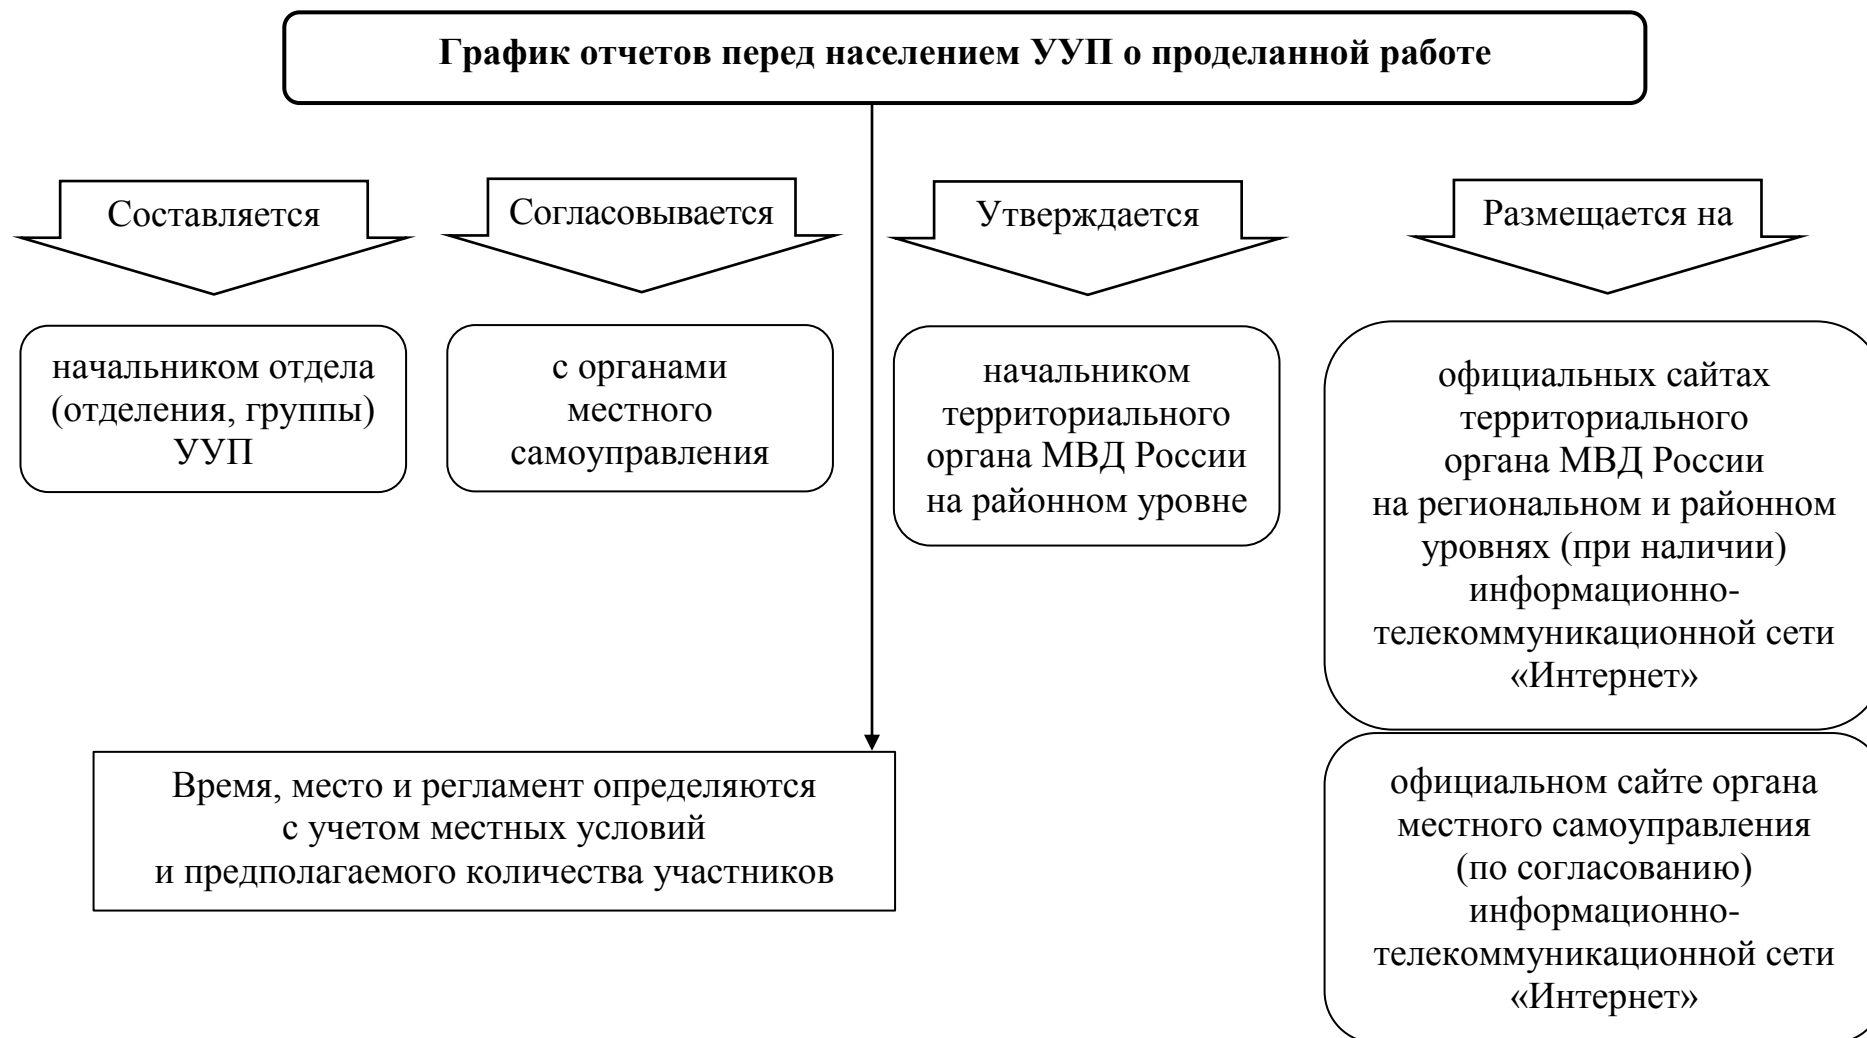 График отчетов перед населением УУП о проделанной работе
Составляется
начальником отдела
(отделения, группы)
УУП
Согласовывается
с органами
местного
самоуправления
Утверждается
начальником
территориального
органа МВД России
на районном уровне
Размещается на
официальных сайтах
территориального
органа МВД России
на региональном и районном
уровнях (при наличии)
информационно-
телекоммуникационной сети
«Интернет»
официальном сайте органа
местного самоуправления
(по согласованию)
информационно-
телекоммуникационной сети
«Интернет»
Время, место и регламент определяются
с учетом местных условий
и предполагаемого количества участников